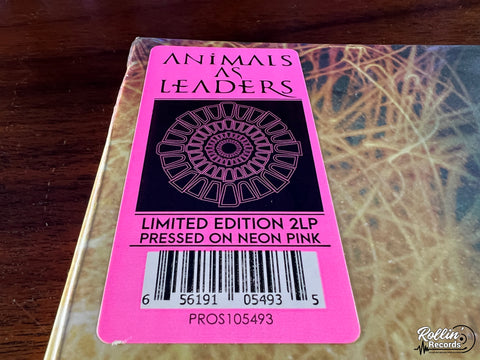 ANiMALS
AS
LEADERS
LIMITED EDITION 2LP
PRESSED ON NEON PINK
6 56191 05493 5
PROS105493
Rollin'
Records